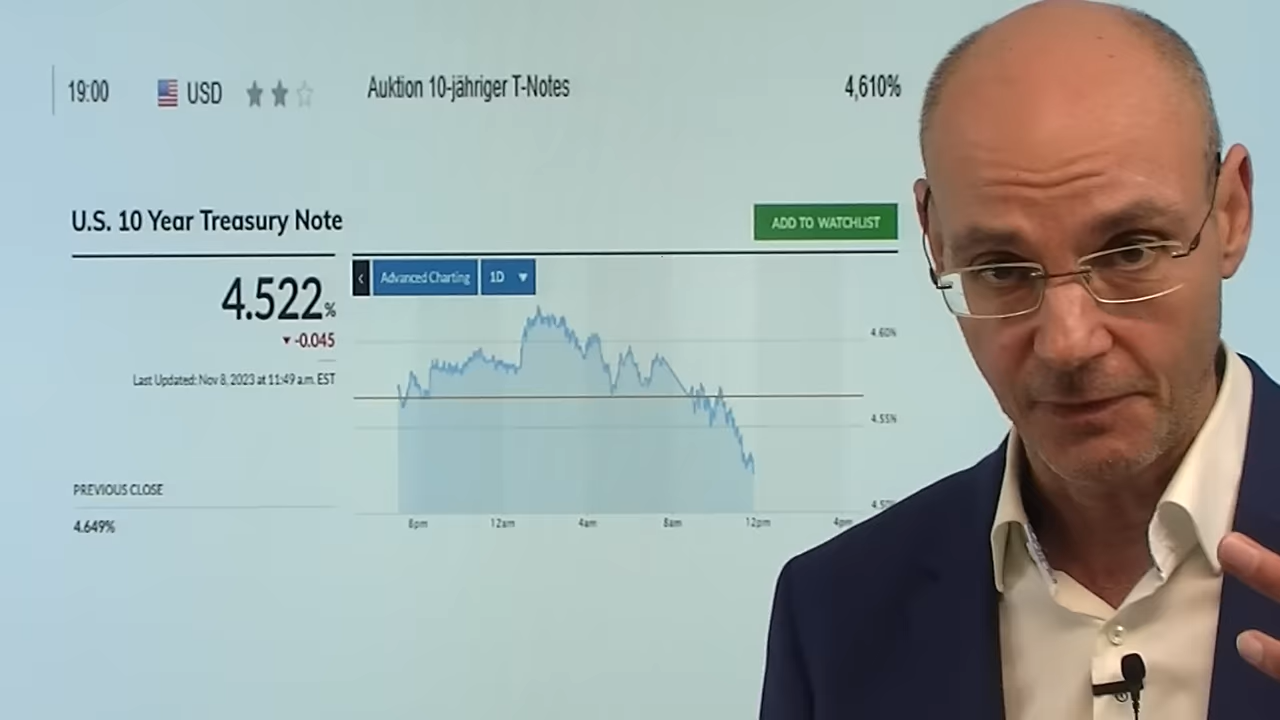 19:00 USD Auktion 10-jähriger T-Notes 4,610%
U.S. 10 Year Treasury Note
ADD TO WATCHLIST
4.522%
-0.045
Last Updated: Nov 8, 2023 at 11:49 a.m. EST
PREVIOUS CLOSE
4.649%
Advanced Charting 1D
4.60%
4.55%
8pm 12am 4am 8am 12pm 4pm